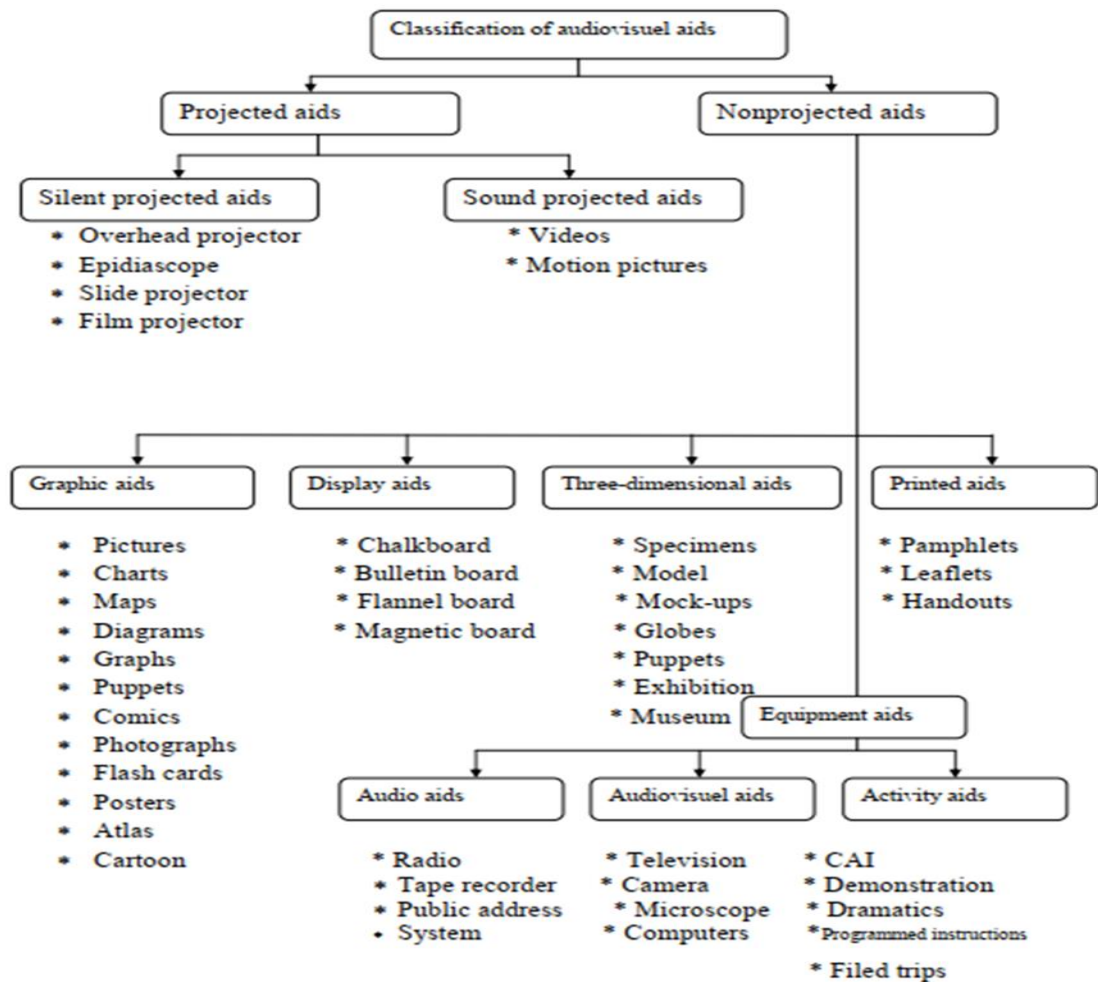 Classification of audiovisuel aids
Projected aids
Nonprojected aids
Silent projected aids
Sound projected aids
* Overhead projector
* Epidiascope
* Slide projector
* Film projector
* Videos
* Motion pictures
Graphic aids
Display aids
Three-dimensional aids
Printed aids
* Pictures
* Charts
* Maps
* Diagrams
* Graphs
* Puppets
* Comics
* Photographs
* Flash cards
* Posters
* Atlas
* Cartoon
* Chalkboard
* Bulletin board
* Flannel board
* Magnetic board
* Specimens
* Model
* Mock-ups
* Globes
* Puppets
* Exhibition
* Museum
* Pamphlets
* Leaflets
* Handouts
Equipment aids
Audio aids
Audiovisuel aids
Activity aids
* Radio
* Tape recorder
* Public address
• System
* Television
* Camera
* Microscope
* Computers
* CAI
* Demonstration
* Dramatics
*Programmed instructions
* Filed trips